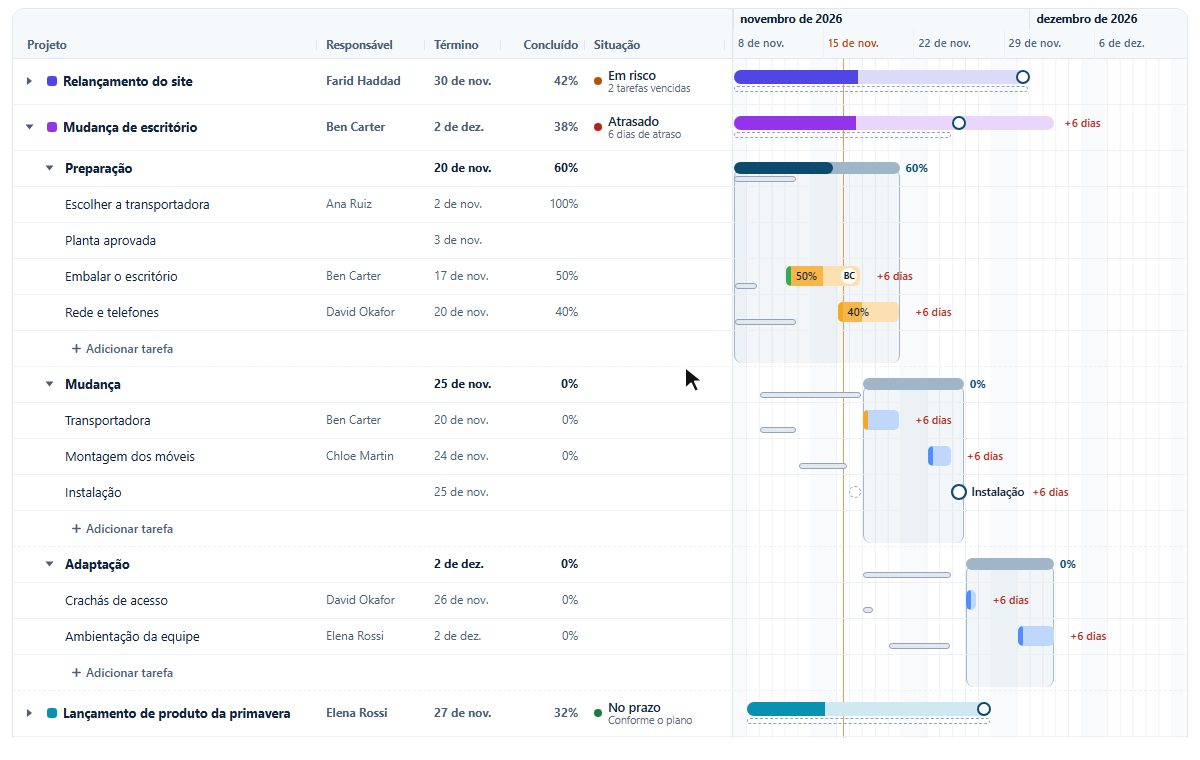 novembro de 2026
dezembro de 2026
Projeto
Responsável
Término
Concluído
Situação
8 de nov.
15 de nov.
22 de nov.
29 de nov.
6 de dez.
Relançamento do site
Farid Haddad
30 de nov.
42%
Em risco
2 tarefas vencidas
Mudança de escritório
Ben Carter
2 de dez.
38%
Atrasado
6 dias de atraso
+6 dias
Preparação
20 de nov.
60%
60%
Escolher a transportadora
Ana Ruiz
2 de nov.
100%
Planta aprovada
3 de nov.
Embalar o escritório
Ben Carter
17 de nov.
50%
50%
BC
+6 dias
Rede e telefones
David Okafor
20 de nov.
40%
40%
+6 dias
+ Adicionar tarefa
Mudança
25 de nov.
0%
0%
Transportadora
Ben Carter
20 de nov.
0%
+6 dias
Montagem dos móveis
Chloe Martin
24 de nov.
0%
+6 dias
Instalação
25 de nov.
Instalação
+6 dias
+ Adicionar tarefa
Adaptação
2 de dez.
0%
0%
Crachás de acesso
David Okafor
26 de nov.
0%
+6 dias
Ambientação da equipe
Elena Rossi
2 de dez.
0%
+6 dias
+ Adicionar tarefa
Lançamento de produto da primavera
Elena Rossi
27 de nov.
32%
No prazo
Conforme o plano